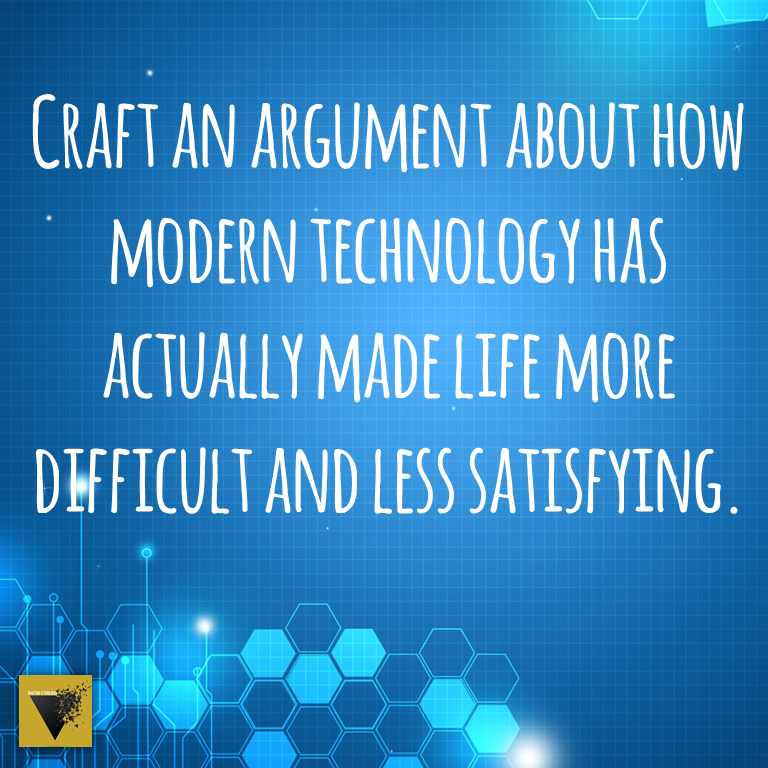 Craft an argument about how
modern technology has
actually made life more
difficult and less satisfying.